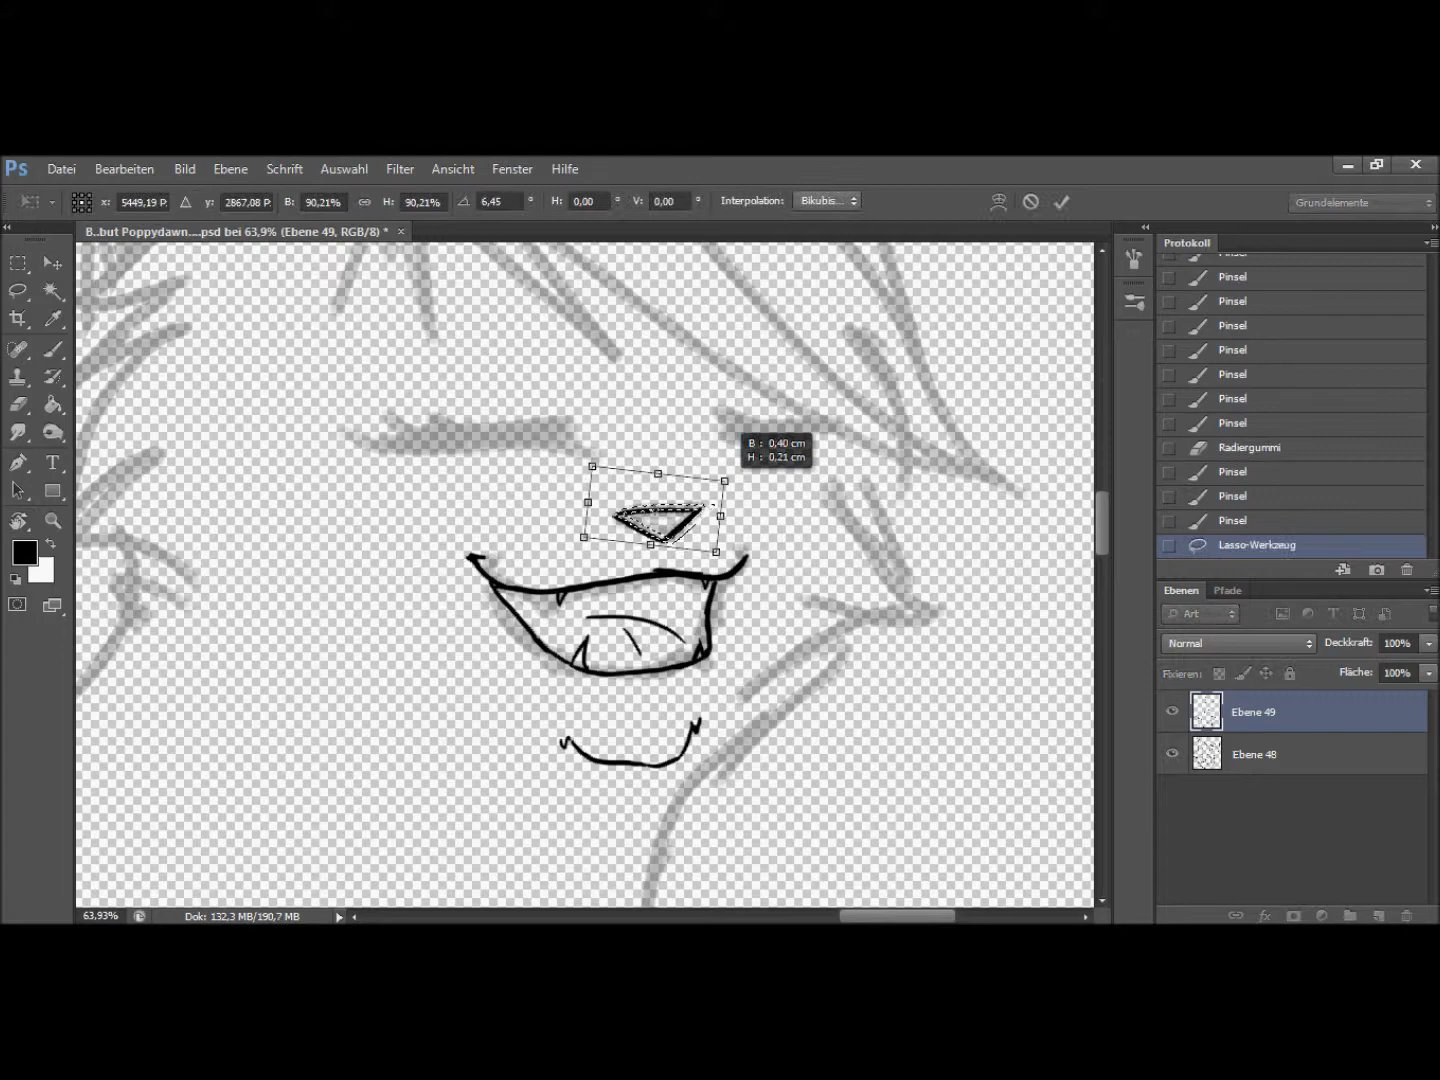 Ps Datei Bearbeiten Bild Ebene Schrift Auswahl Filter Ansicht Fenster Hilfe
x: 5449,19 P. y: 2867,08 P. B: 90,21% H: 90,21% 6,45 ° H: 0,00 ° V: 0,00 ° Interpolation: Bikubis... Grundelemente
B..but Poppydawn....psd bei 63,9% (Ebene 49, RGB/8) * ×
Protokoll
Pinsel
Pinsel
Pinsel
Pinsel
Pinsel
Pinsel
Pinsel
Pinsel
Radiergummi
Pinsel
Pinsel
Pinsel
Lasso-Werkzeug
B : 0,40 cm
H : 0,21 cm
Ebenen Pfade
Art
Normal Deckkraft: 100%
Fixieren: Fläche: 100%
Ebene 49
Ebene 48
63,93% Dok: 132,3 MB/190,7 MB